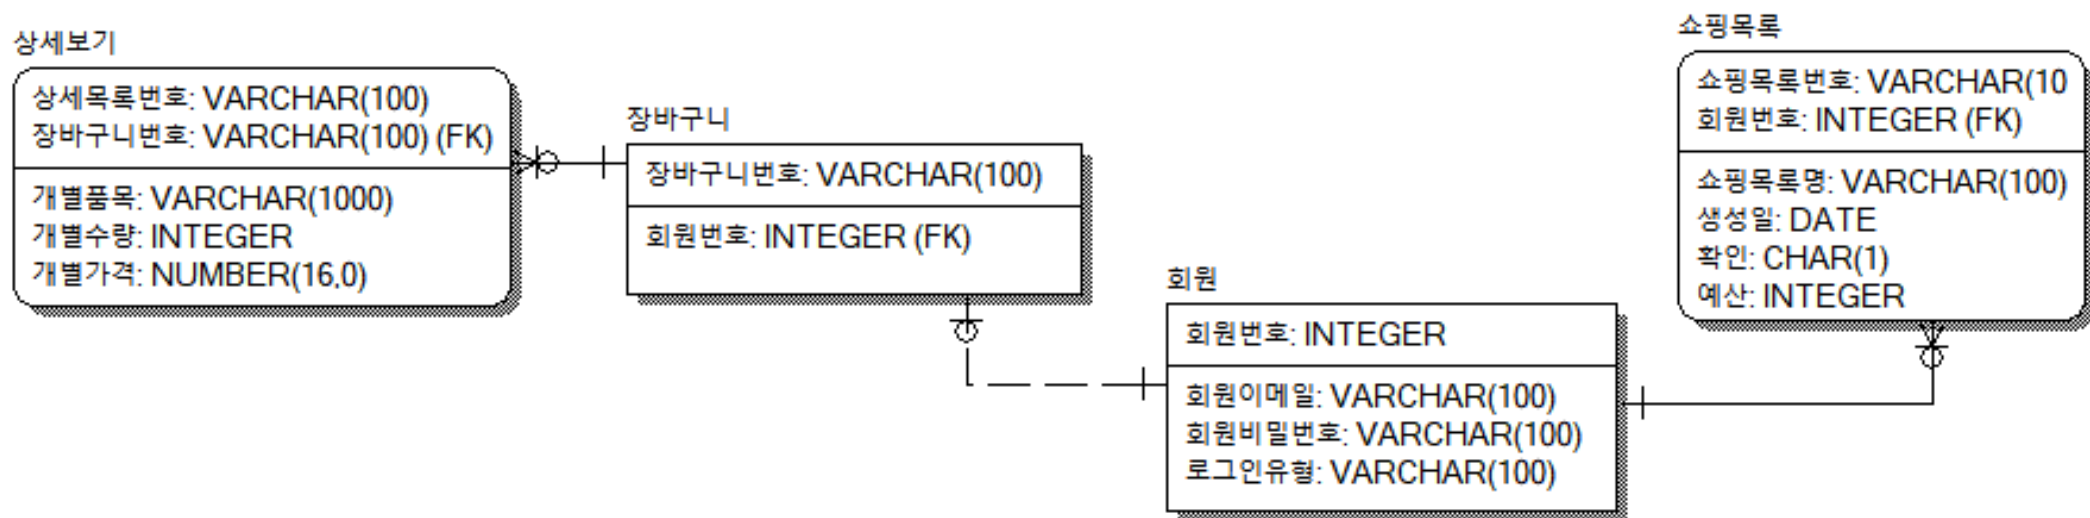 상세보기
상세목록번호: VARCHAR(100)
장바구니번호: VARCHAR(100) (FK)
개별품목: VARCHAR(1000)
개별수량: INTEGER
개별가격: NUMBER(16,0)
장바구니
장바구니번호: VARCHAR(100)
회원번호: INTEGER (FK)
회원
회원번호: INTEGER
회원이메일: VARCHAR(100)
회원비밀번호: VARCHAR(100)
로그인유형: VARCHAR(100)
쇼핑목록
쇼핑목록번호: VARCHAR(10
회원번호: INTEGER (FK)
쇼핑목록명: VARCHAR(100)
생성일: DATE
확인: CHAR(1)
예산: INTEGER